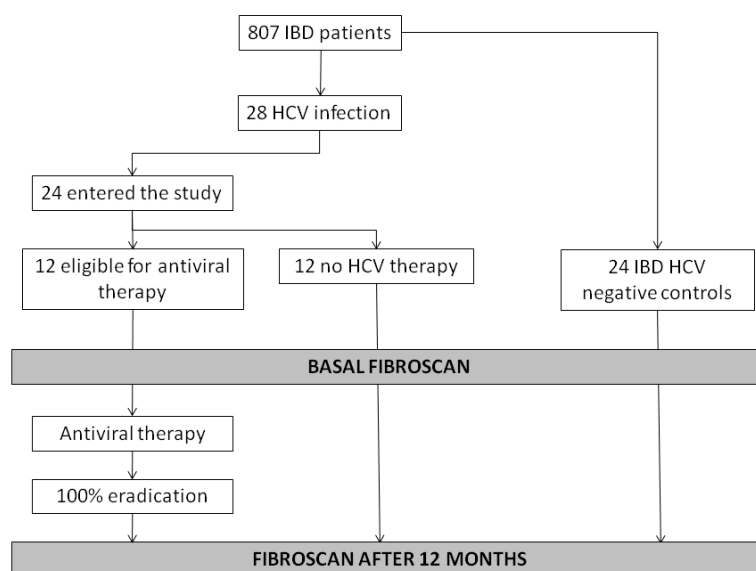 807 IBD patients
28 HCV infection
24 entered the study
12 eligible for antiviral
therapy
12 no HCV therapy
24 IBD HCV
negative controls
BASAL FIBROSCAN
Antiviral therapy
100% eradication
FIBROSCAN AFTER 12 MONTHS